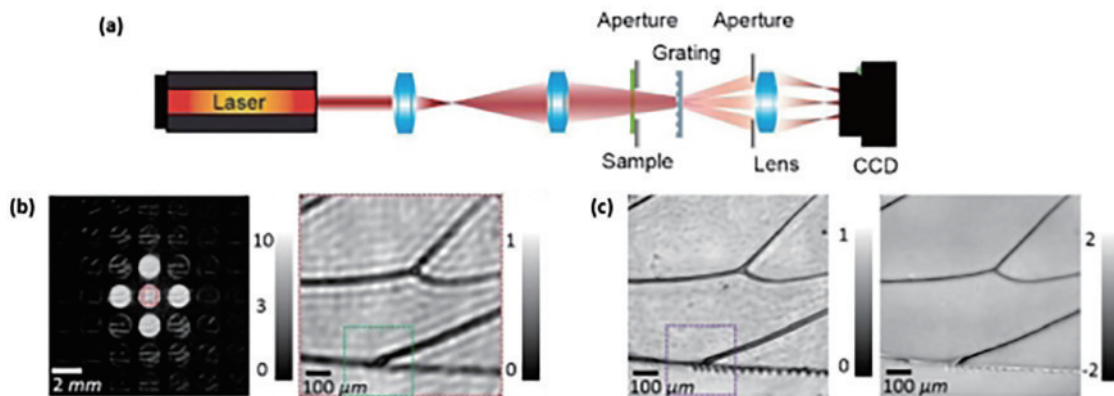 (a)
Aperture
Aperture
Grating
Laser
Sample
Lens
CCD
(b)
10
3
0
2 mm
1
0
100 μm
(c)
1
0
100 μm
2
-2
100 μm